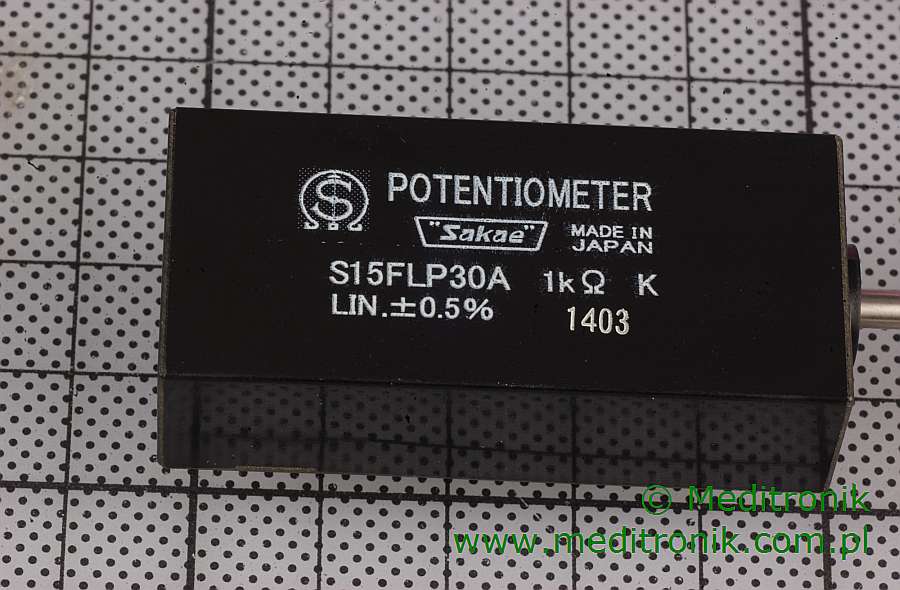 S POTENTIOMETER
"Sakae" MADE IN
JAPAN
S15FLP30A 1kΩ K
LIN.±0.5% 1403
© Meditronik
www.meditronik.com.pl